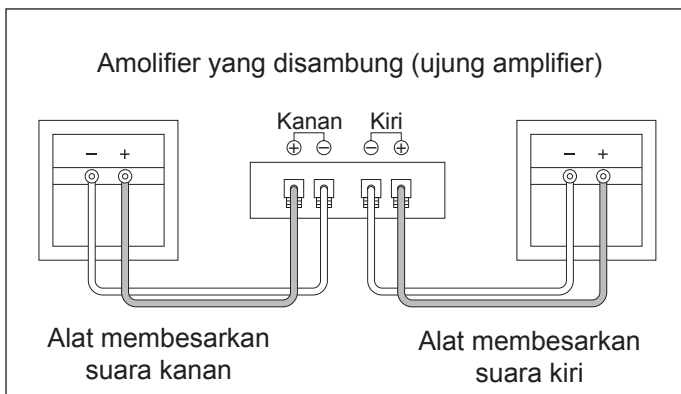 Amolifier yang disambung (ujung amplifier)
Kanan Kiri
⊕ ⊖ ⊖ ⊕
− +
− +
Alat membesarkan
suara kanan
Alat membesarkan
suara kiri